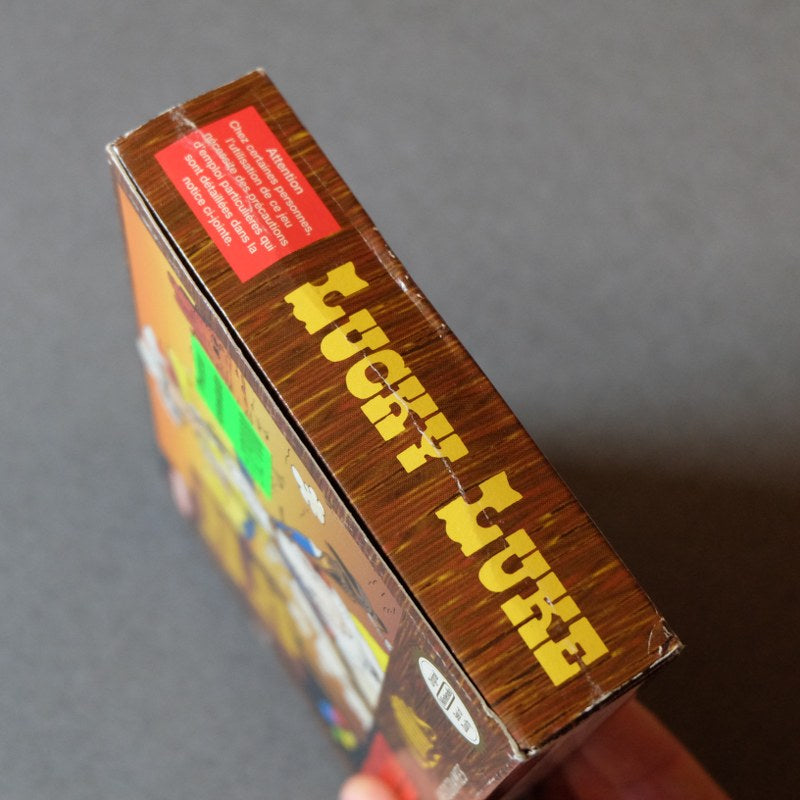 Attention
Chez certaines personnes,
l'utilisation de ce jeu
nécessite des précautions
d'emploi particulières qui
sont détaillées dans la
notice ci-jointe.
LUCKY LUKE